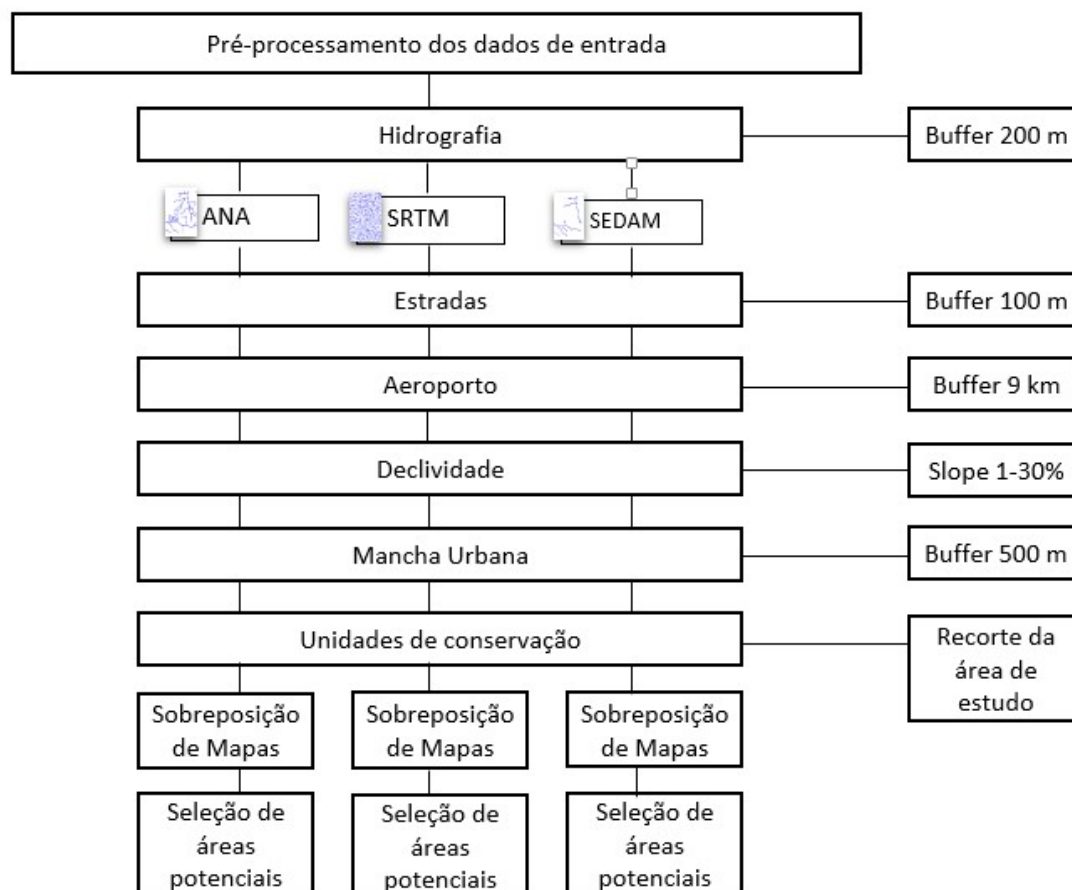 Pré-processamento dos dados de entrada
Hidrografia
Buffer 200 m
ANA
SRTM
SEDAM
Estradas
Buffer 100 m
Aeroporto
Buffer 9 km
Declividade
Slope 1-30%
Mancha Urbana
Buffer 500 m
Unidades de conservação
Recorte da
área de
estudo
Sobreposição
de Mapas
Sobreposição
de Mapas
Sobreposição
de Mapas
Seleção de
áreas
potenciais
Seleção de
áreas
potenciais
Seleção de
áreas
potenciais